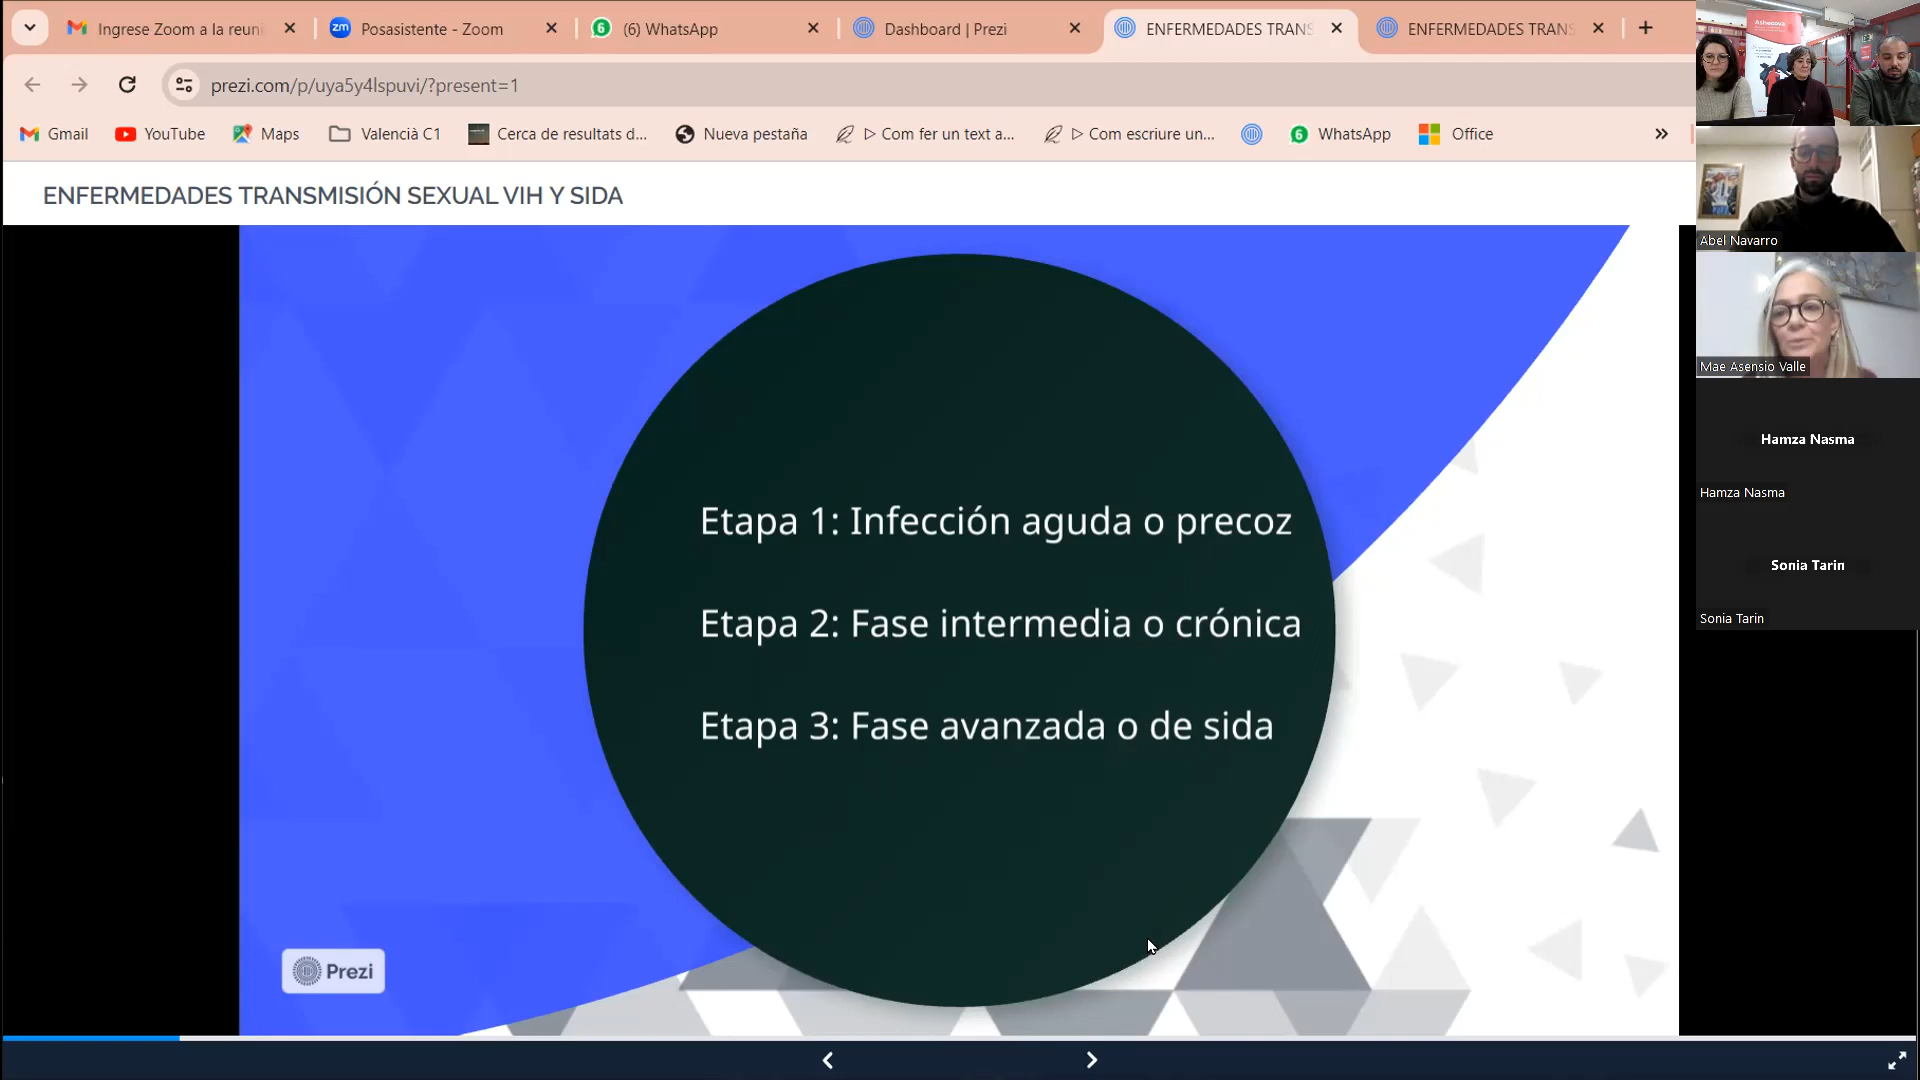 Ingrese Zoom a la reuni
Posasistente - Zoom
(6) WhatsApp
Dashboard | Prezi
ENFERMEDADES TRANS
ENFERMEDADES TRANS
prezi.com/p/uya5y4lspuvi/?present=1
Gmail
YouTube
Maps
Valencià C1
Cerca de resultats d...
Nueva pestaña
▷ Com fer un text a...
▷ Com escriure un...
6
WhatsApp
Office
ENFERMEDADES TRANSMISIÓN SEXUAL VIH Y SIDA
Etapa 1: Infección aguda o precoz
Etapa 2: Fase intermedia o crónica
Etapa 3: Fase avanzada o de sida
Prezi
Ashecova
Abel Navarro
Mae Asensio Valle
Hamza Nasma
Hamza Nasma
Sonia Tarin
Sonia Tarin